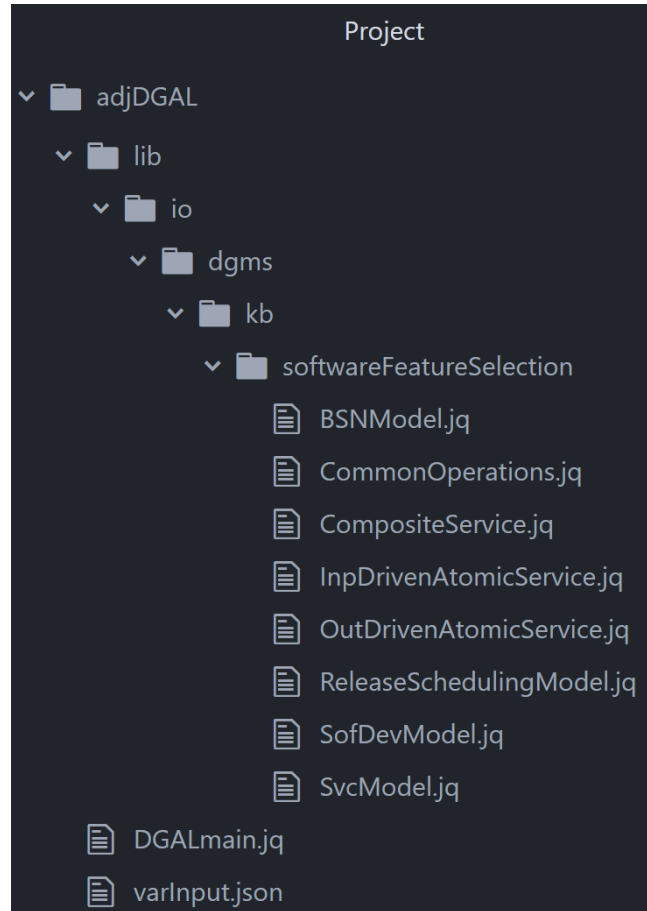 Project
adjDGAL
lib
io
dgms
kb
softwareFeatureSelection
BSNModel.jq
CommonOperations.jq
CompositeService.jq
InpDrivenAtomicService.jq
OutDrivenAtomicService.jq
ReleaseSchedulingModel.jq
SofDevModel.jq
SvcModel.jq
DGALmain.jq
varInput.json